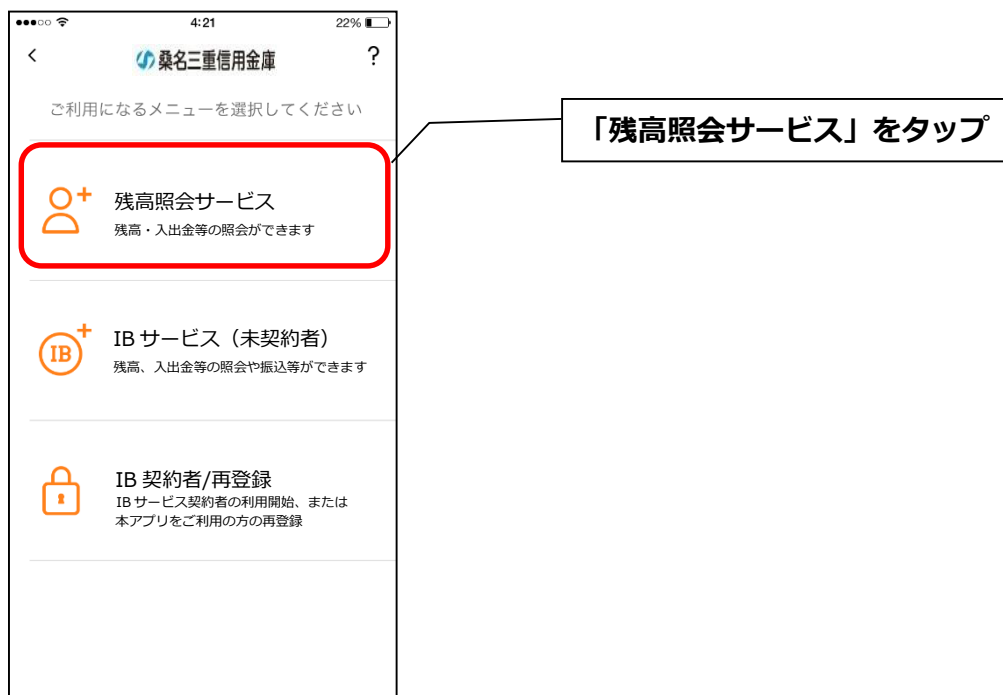 4:21
22%
<
桑名三重信用金庫
?
ご利用になるメニューを選択してください
残高照会サービス
残高・入出金等の照会ができます
「残高照会サービス」をタップ
IB
IB サービス（未契約者）
残高、入出金等の照会や振込等ができます
IB 契約者/再登録
IB サービス契約者の利用開始、または
本アプリをご利用の方の再登録